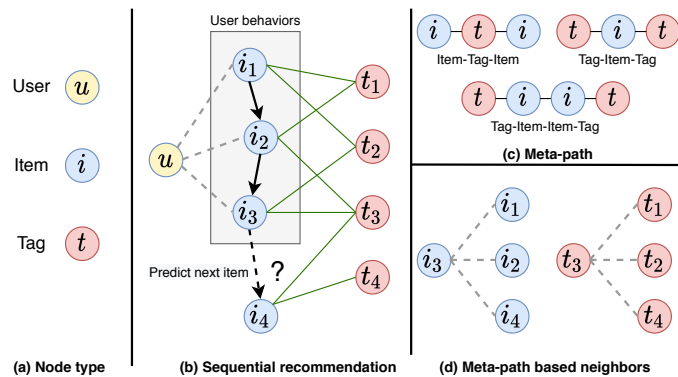 User u
Item i
Tag t
(a) Node type
User behaviors
u
i1
i2
i3
i4
t1
t2
t3
t4
Predict next item
?
(b) Sequential recommendation
i t i
Item-Tag-Item
t i t
Tag-Item-Tag
t i i t
Tag-Item-Item-Tag
(c) Meta-path
i3
i1
i2
i4
t3
t1
t2
t4
(d) Meta-path based neighbors